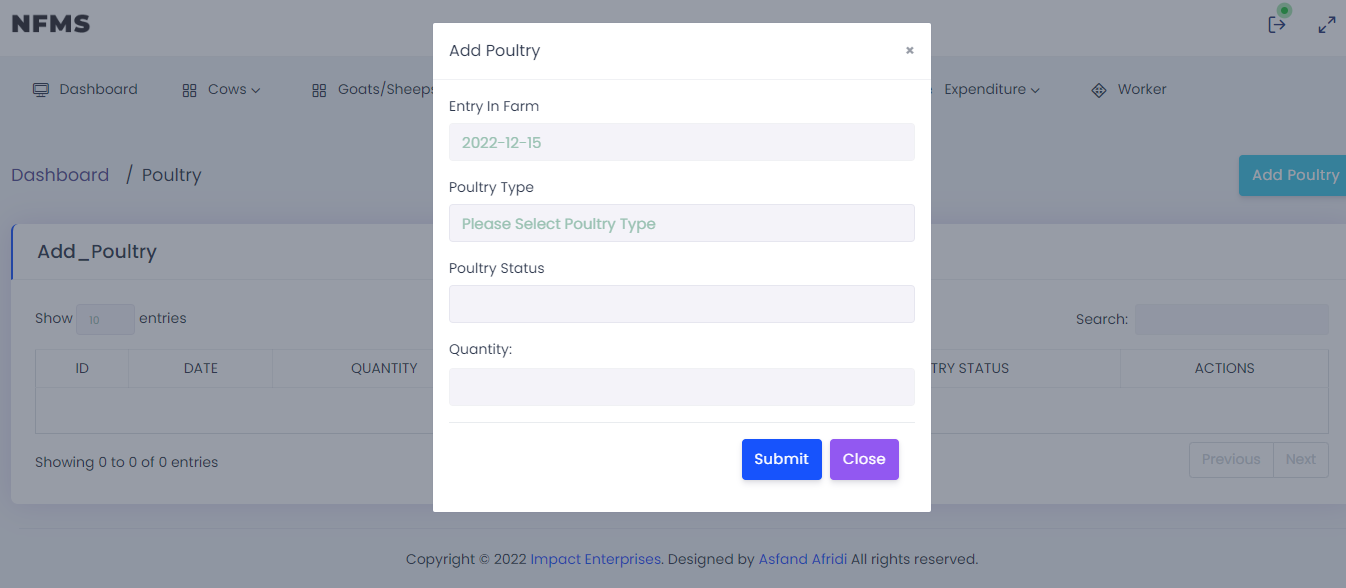 NFMS
Add Poultry
×
Dashboard
Cows
Goats/Sheeps
Expenditure
Worker
Entry In Farm
2022-12-15
Dashboard / Poultry
Add Poultry
Poultry Type
Please Select Poultry Type
Add_Poultry
Poultry Status
Show 10 entries
Search:
Quantity:
ID DATE QUANTITY TRY STATUS ACTIONS
Submit Close
Showing 0 to 0 of 0 entries
Previous Next
Copyright © 2022 Impact Enterprises. Designed by Asfand Afridi All rights reserved.